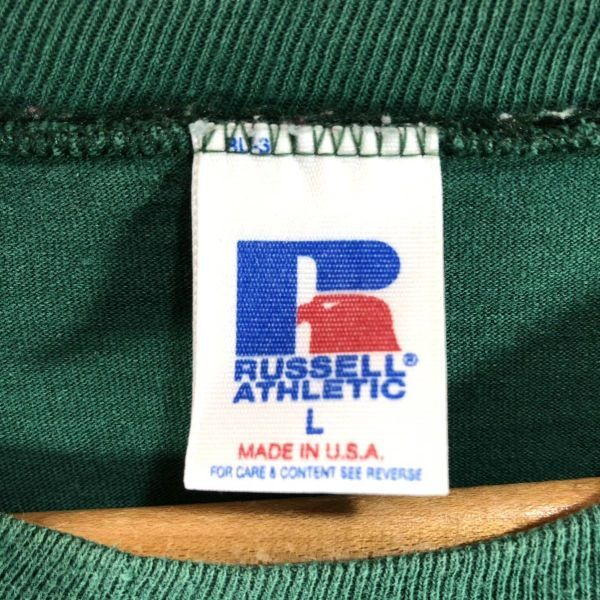 RUSSELL®
ATHLETIC
L
MADE IN U.S.A.
FOR CARE & CONTENT SEE REVERSE